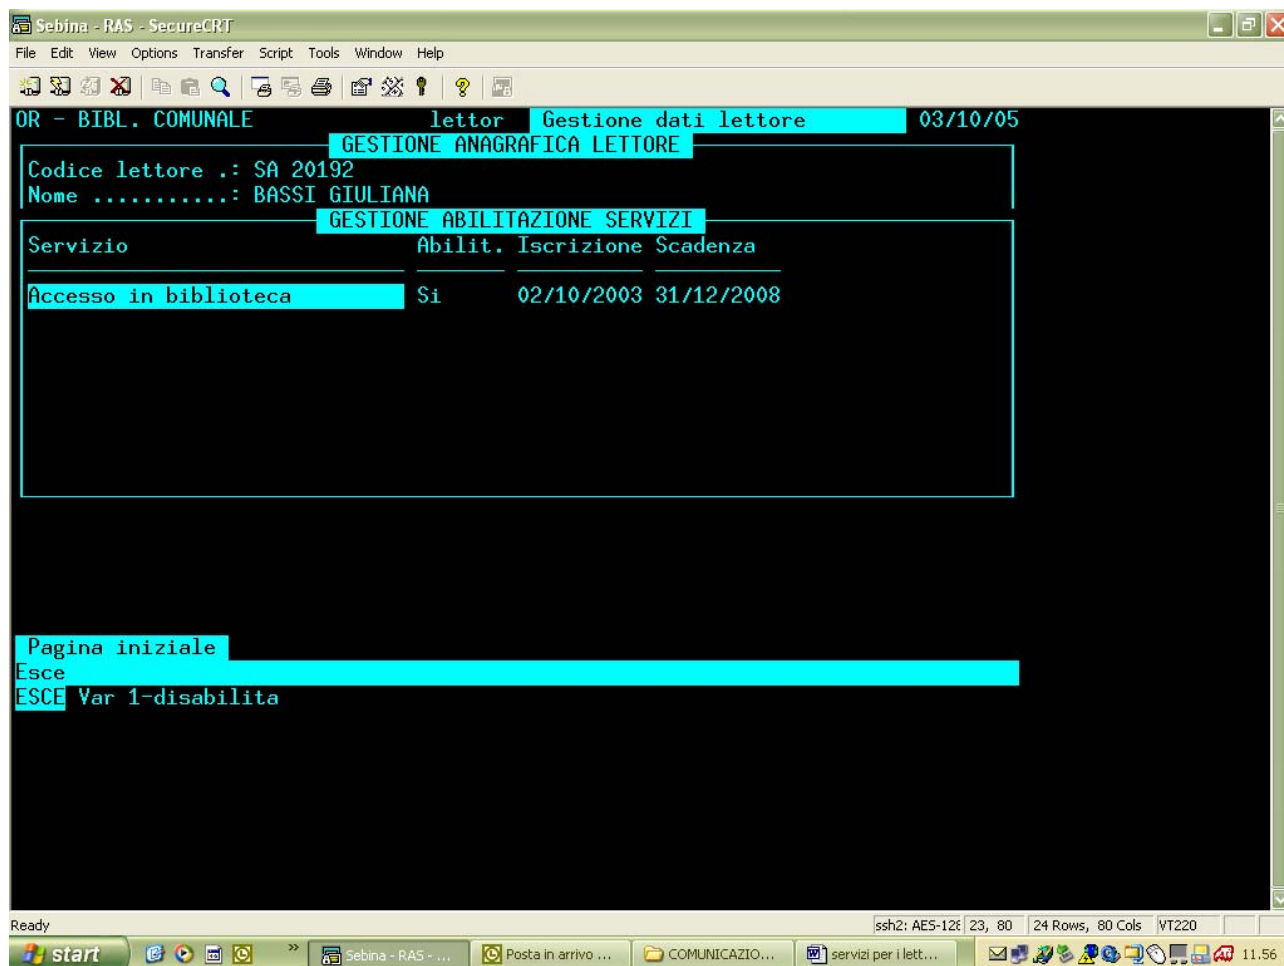 Sebina - RAS - SecureCRT
File Edit View Options Transfer Script Tools Window Help
OR - BIBL. COMUNALE lettor Gestione dati lettore 03/10/05
GESTIONE ANAGRAFICA LETTORE
Codice lettore .: SA 20192
Nome ...........: BASSI GIULIANA
GESTIONE ABILITAZIONE SERVIZI
Servizio Abilit. Iscrizione Scadenza
Accesso in biblioteca Si 02/10/2003 31/12/2008
Pagina iniziale
Esce
ESCE Var 1-disabilita
Ready ssh2: AES-128 23, 80 24 Rows, 80 Cols VT220
start » Sebina - RAS - ... Posta in arrivo ... COMUNICAZIO... servizi per i lett... 11.56